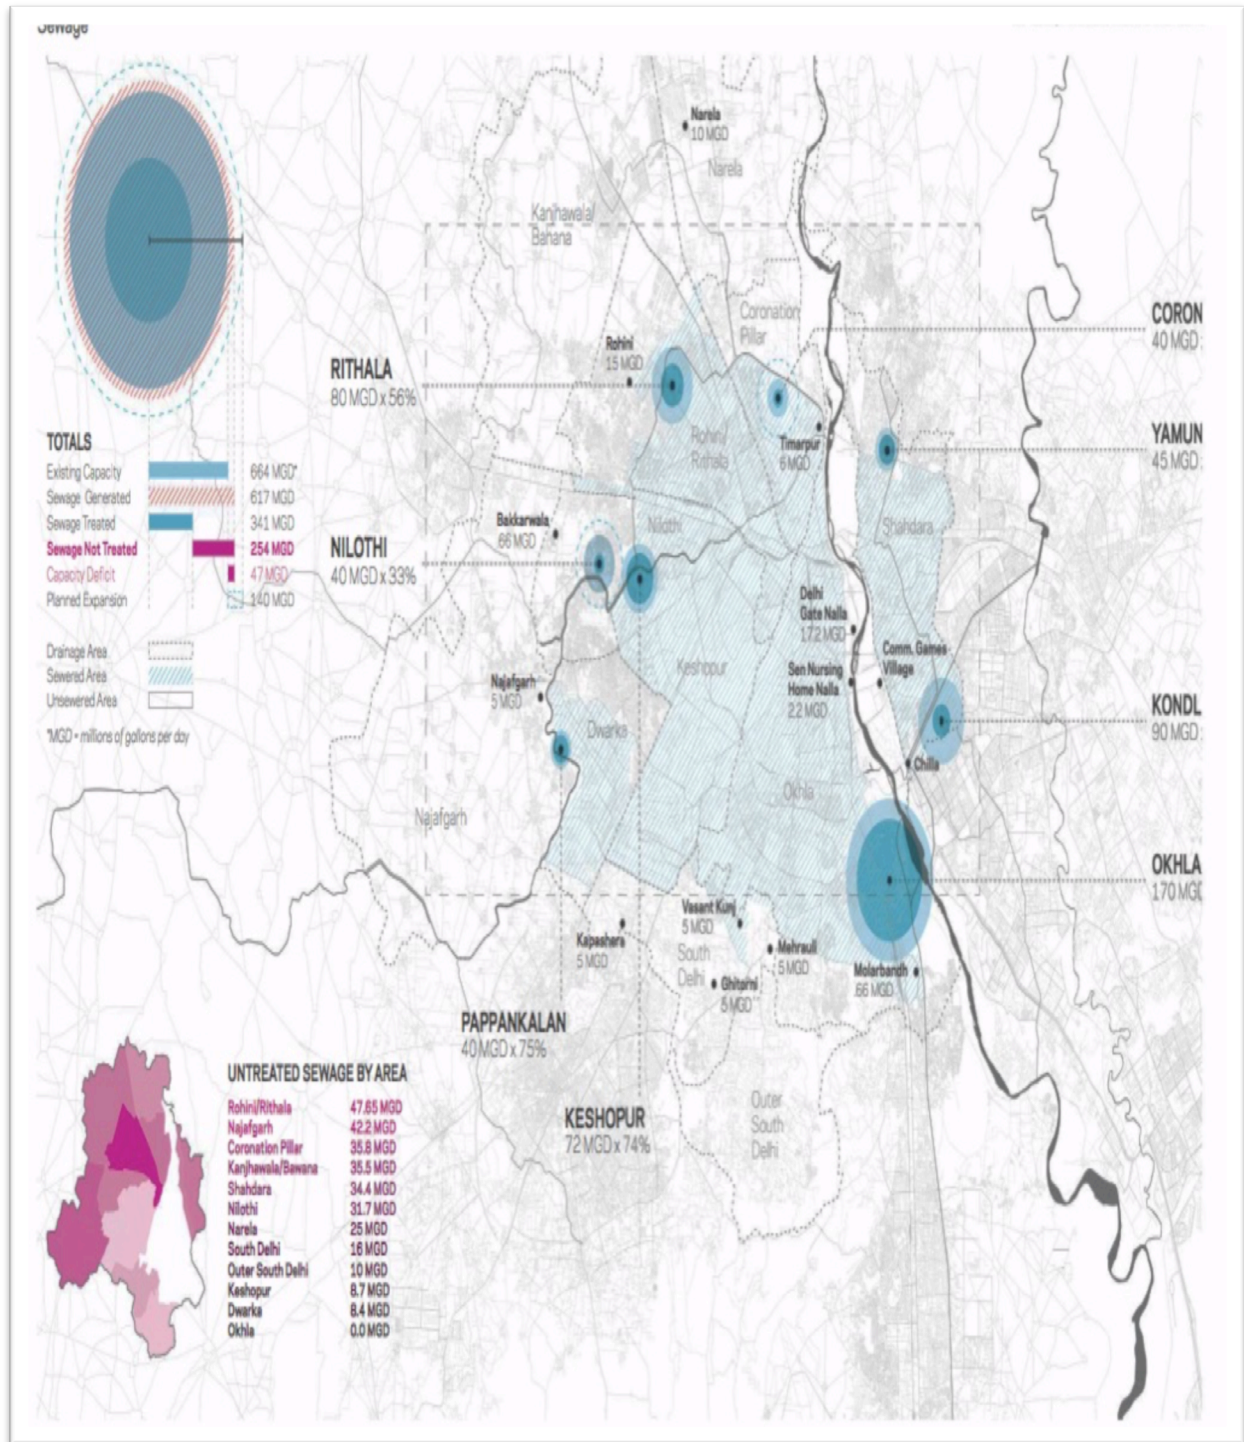 Sewage
Narela
10 MGD
Narela
Kanjhawala/
Bahana
Coronation
Pillar
CORON
40 MGD
Rohini
15 MGD
RITHALA
80 MGD x 56%
Rohini/
Rithala
Timarpur
6 MGD
YAMUN
45 MGD
TOTALS
Existing Capacity 664 MGD*
Sewage Generated 617 MGD
Sewage Treated 341 MGD
Sewage Not Treated 254 MGD
Capacity Deficit 47 MGD
Planned Expansion 140 MGD
Bakkarwala
.66 MGD
Nilothi
Shahdara
NILOTHI
40 MGD x 33%
Drainage Area
Sewered Area
Unsewered Area
*MGD = millions of gallons per day
Delhi
Gate Nalla
17.2 MGD
Comm. Games
Village
Sen Nursing
Home Nalla
2.2 MGD
Keshopur
Najafgarh
5 MGD
Dwarka
KONDL
90 MGD
Chilla
Okhla
Najafgarh
OKHLA
170 MGD
Vasant Kunj
5 MGD
Kapashera
5 MGD
South
Delhi
Mehrauli
5 MGD
Ghitorni
5 MGD
Molarbandh
.66 MGD
PAPPANKALAN
40 MGD x 75%
KESHOPUR
72 MGD x 74%
Outer
South
Delhi
UNTREATED SEWAGE BY AREA
Rohini/Rithala 47.65 MGD
Najafgarh 42.2 MGD
Coronation Pillar 35.8 MGD
Kanjhawala/Bawana 35.5 MGD
Shahdara 34.4 MGD
Nilothi 31.7 MGD
Narela 25 MGD
South Delhi 16 MGD
Outer South Delhi 10 MGD
Keshopur 8.7 MGD
Dwarka 8.4 MGD
Okhla 0.0 MGD